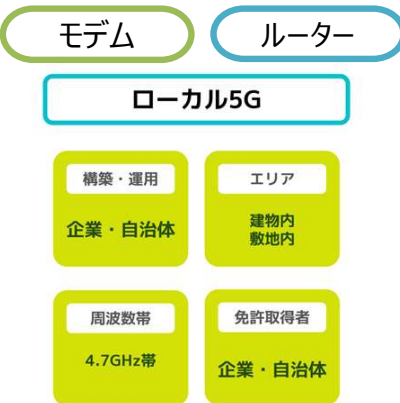 モデム
ルーター
ローカル5G
構築・運用
企業・自治体
エリア
建物内
敷地内
周波数帯
4.7GHz帯
免許取得者
企業・自治体